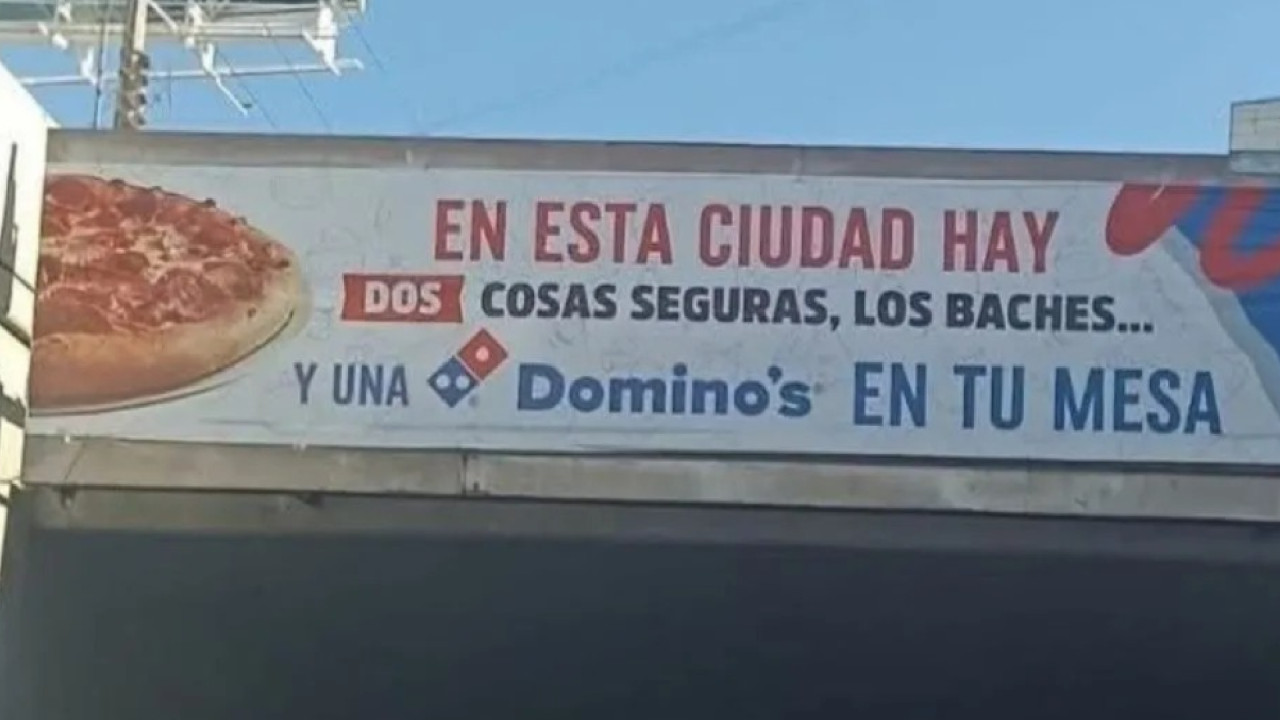 EN ESTA CIUDAD HAY
DOS COSAS SEGURAS, LOS BACHES...
Y UNA Domino's EN TU MESA